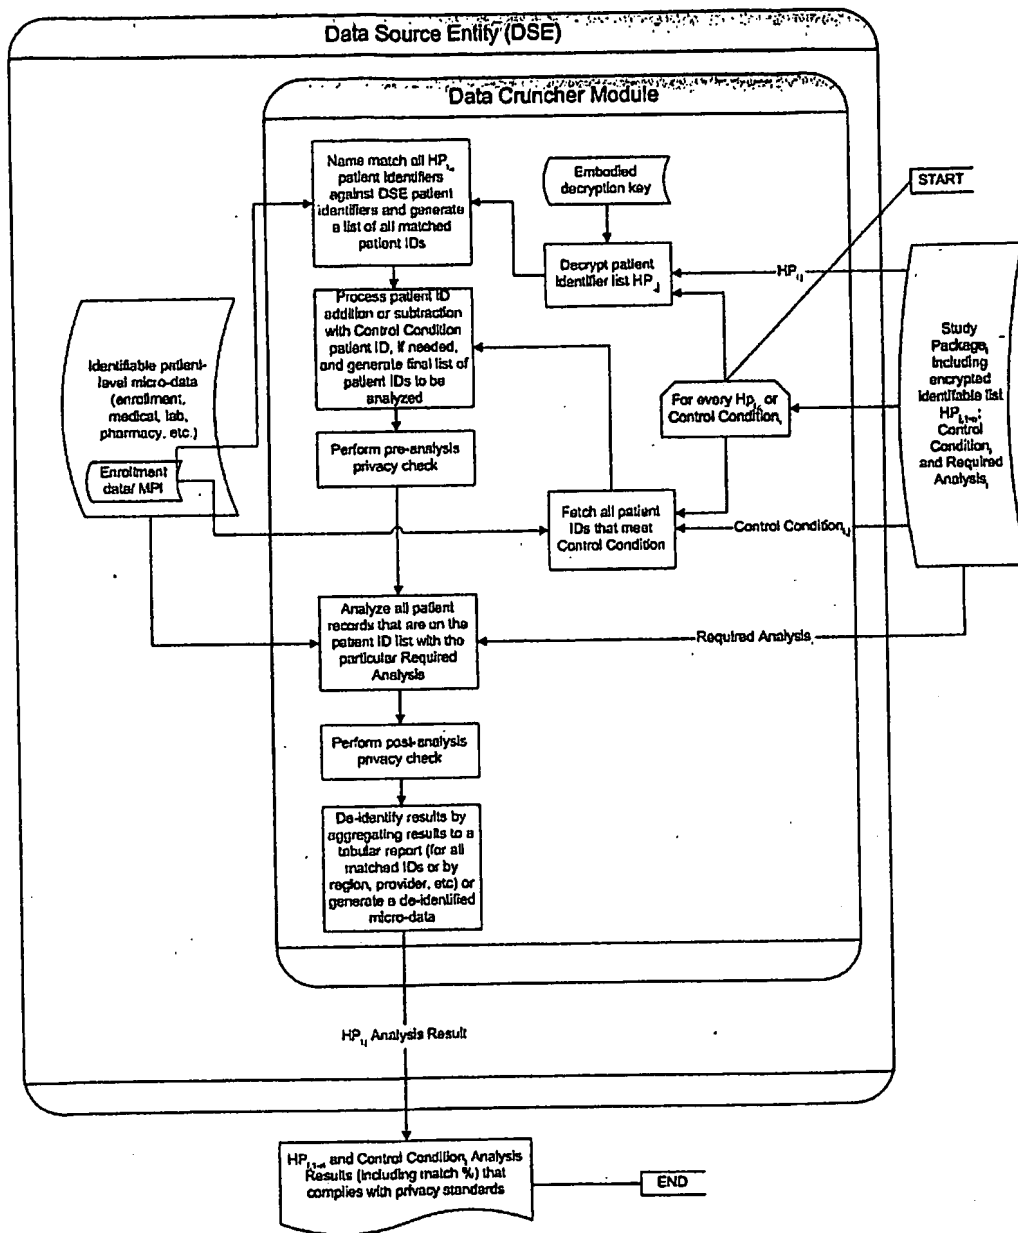 Data Source Entity (DSE)
Data Cruncher Module
Name match all HP i,j
patient identifiers
against DSE patient
identifiers and generate
a list of all matched
patient IDs
Embodied
decryption key
START
Decrypt patient
identifier list HP i,j
HP i,j
Process patient ID
addition or subtraction
with Control Condition
patient ID, if needed,
and generate final list of
patient IDs to be
analyzed
Identifiable patient-
level micro-data
(enrollment,
medical, lab,
pharmacy, etc.)
Enrollment
data/ MPI
For every Hp i,j or
Control Condition i
Study
Package i
including
encrypted
identifiable list
HP i,1-n;
Control
Condition i
and Required
Analysis i
Perform pre-analysis
privacy check
Fetch all patient
IDs that meet
Control Condition
Control Condition i,j
Analyze all patient
records that are on the
patient ID list with the
particular Required
Analysis
Required Analysis i
Perform post-analysis
privacy check
De-identify results by
aggregating results to a
tabular report (for all
matched IDs or by
region, provider, etc) or
generate a de-identified
micro-data
HP i,j Analysis Result
HP i,1-n and Control Condition i Analysis
Results (including match %) that
complies with privacy standards
END